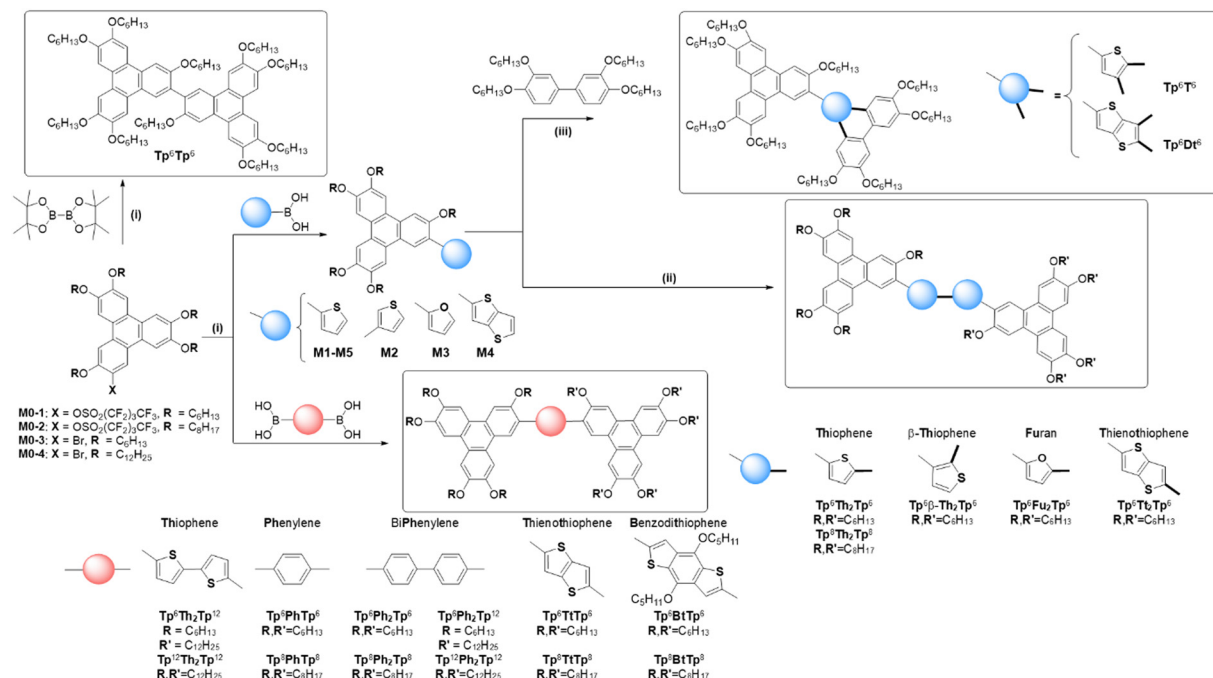 C₆H₁₃O
OC₆H₁₃
C₆H₁₃O
OC₆H₁₃
C₆H₁₃O
OC₆H₁₃
OC₆H₁₃
C₆H₁₃O
C₆H₁₃O
OC₆H₁₃
OC₆H₁₃
OC₆H₁₃
Tp⁶Tp⁶
O
O
B
B
O
O
(i)
C₆H₁₃O
OC₆H₁₃
C₆H₁₃O
OC₆H₁₃
(iii)
C₆H₁₃O
OC₆H₁₃
C₆H₁₃O
OC₆H₁₃
OC₆H₁₃
C₆H₁₃O
OC₆H₁₃
OC₆H₁₃
C₆H₁₃O
OC₆H₁₃
=
S
Tp⁶T⁶
S
S
Tp⁶Dt⁶
OH
B
OH
(i)
OR
RO
OR
RO
OR
(ii)
OR
RO
OR
RO
OR
OR'
OR'
R'O
OR'
OR'
OR
RO
OR
OR
RO
X
M0-1: X = OSO₂(CF₂)₃CF₃, R = C₆H₁₃
M0-2: X = OSO₂(CF₂)₃CF₃, R = C₈H₁₇
M0-3: X = Br, R = C₆H₁₃
M0-4: X = Br, R = C₁₂H₂₅
S
S
O
S
S
M1-M5
M2
M3
M4
HO
B
HO
OH
B
OH
OR
RO
OR
OR
OR
R'O
OR'
OR'
R'O
OR'
Thiophene
β-Thiophene
Furan
Thienothiophene
S
S
O
S
S
Tp⁶Th₂Tp⁶
R,R'=C₆H₁₃
Tp⁸Th₂Tp⁸
R,R'=C₈H₁₇
Tp⁶β-Th₂Tp⁶
R,R'=C₆H₁₃
Tp⁶Fu₂Tp⁶
R,R'=C₆H₁₃
Tp⁶Tt₂Tp⁶
R,R'=C₆H₁₃
Thiophene
Phenylene
BiPhenylene
Thienothiophene
Benzodithiophene
S
S
S
S
OC₅H₁₁
S
S
C₅H₁₁O
Tp⁶Th₂Tp¹²
R = C₆H₁₃
R' = C₁₂H₂₅
Tp¹²Th₂Tp¹²
R,R'=C₁₂H₂₅
Tp⁶PhTp⁶
R,R'=C₆H₁₃
Tp⁸PhTp⁸
R,R'=C₈H₁₇
Tp⁶Ph₂Tp⁶
R,R'=C₆H₁₃
Tp⁸Ph₂Tp⁸
R,R'=C₈H₁₇
Tp⁶Ph₂Tp¹²
R = C₆H₁₃
R' = C₁₂H₂₅
Tp¹²Ph₂Tp¹²
R,R'=C₁₂H₂₅
Tp⁶TtTp⁶
R,R'=C₆H₁₃
Tp⁸TtTp⁸
R,R'=C₈H₁₇
Tp⁶BtTp⁶
R,R'=C₆H₁₃
Tp⁸BtTp⁸
R,R'=C₈H₁₇